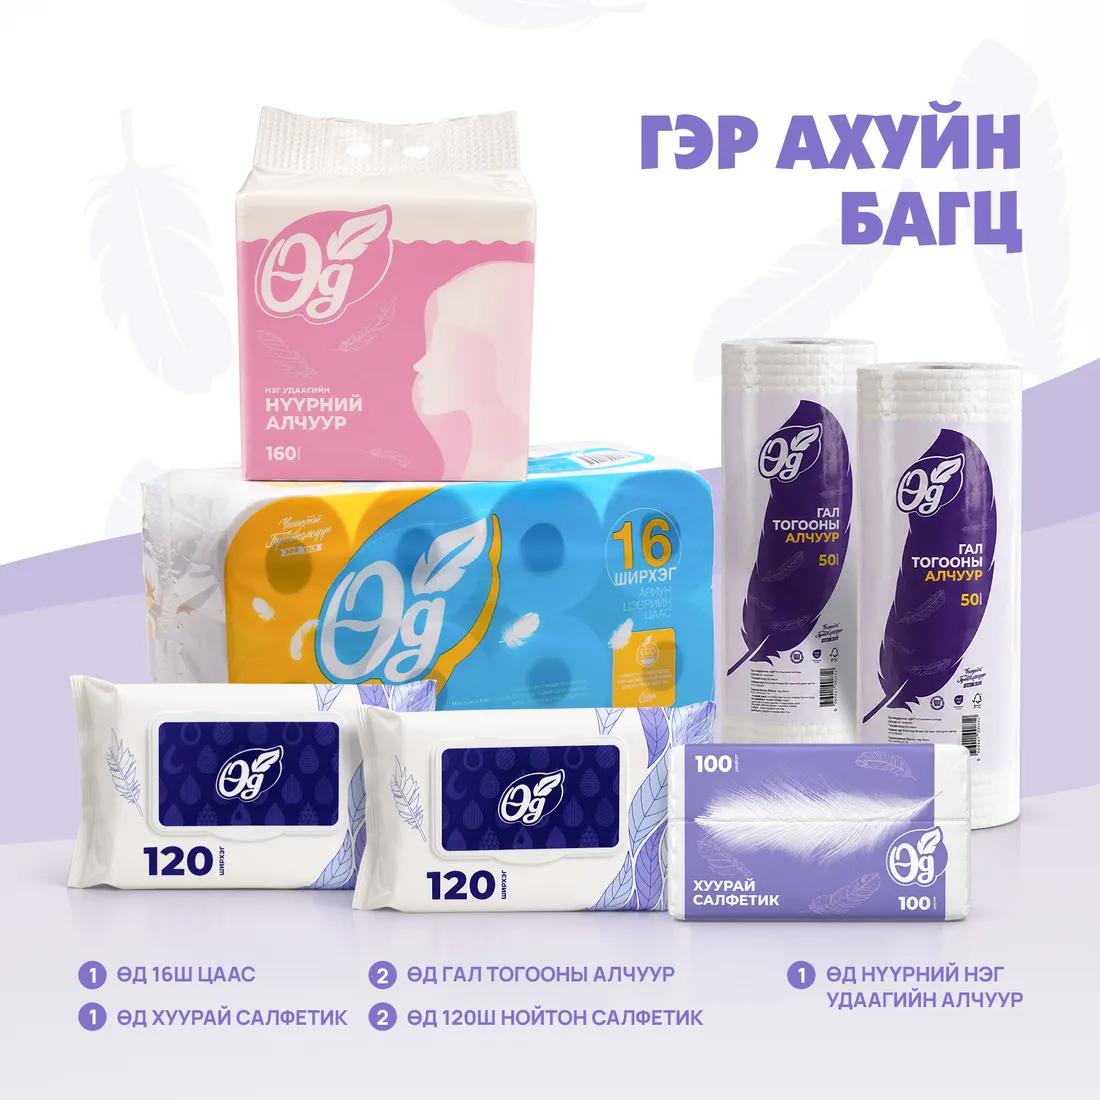 ГЭР АХУЙН
БАГЦ
Өд
НЭГ УДААГИЙН
НҮҮРНИЙ
АЛЧУУР
160
Өд
16
ШИРХЭГ
АРИУН
ЦЭВРИЙН
ЦААС
ECO
Өд
ГАЛ
ТОГООНЫ
АЛЧУУР
50
Өд
ГАЛ
ТОГООНЫ
АЛЧУУР
50
Өд
120
ШИРХЭГ
Өд
120
ШИРХЭГ
100
ШИРХЭГ
Өд
ХУУРАЙ
САЛФЕТИК
100
1 ӨД 16Ш ЦААС
1 ӨД ХУУРАЙ САЛФЕТИК
2 ӨД ГАЛ ТОГООНЫ АЛЧУУР
2 ӨД 120Ш НОЙТОН САЛФЕТИК
1 ӨД НҮҮРНИЙ НЭГ
УДААГИЙН АЛЧУУР